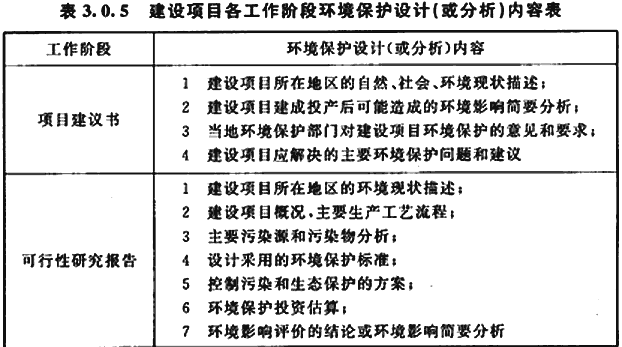 表 3.0.5 建设项目各工作阶段环境保护设计(或分析)内容表
工作阶段 环境保护设计(或分析)内容
项目建议书
1 建设项目所在地区的自然、社会、环境现状描述;
2 建设项目建成投产后可能造成的环境影响简要分析;
3 当地环境保护部门对建设项目环境保护的意见和要求;
4 建设项目应解决的主要环境保护问题和建议
可行性研究报告
1 建设项目所在地区的环境现状描述;
2 建设项目概况,主要生产工艺流程;
3 主要污染源和污染物分析;
4 设计采用的环境保护标准;
5 控制污染和生态保护的方案;
6 环境保护投资估算;
7 环境影响评价的结论或环境影响简要分析